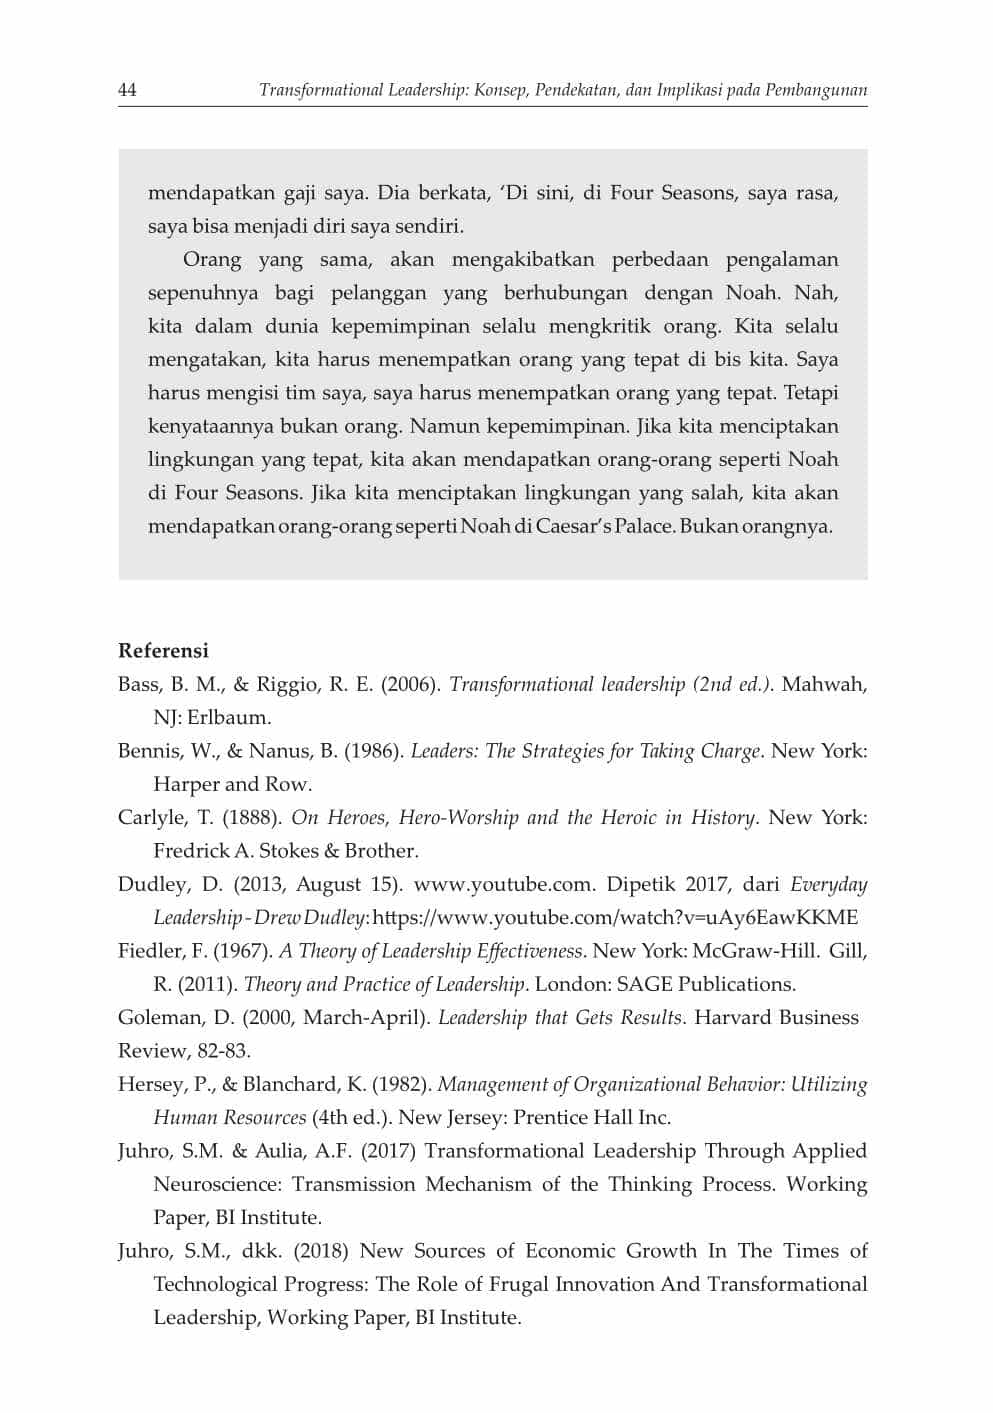 44 Transformational Leadership: Konsep, Pendekatan, dan Implikasi pada Pembangunan
mendapatkan gaji saya. Dia berkata, ‘Di sini, di Four Seasons, saya rasa,
saya bisa menjadi diri saya sendiri.
Orang yang sama, akan mengakibatkan perbedaan pengalaman
sepenuhnya bagi pelanggan yang berhubungan dengan Noah. Nah,
kita dalam dunia kepemimpinan selalu mengkritik orang. Kita selalu
mengatakan, kita harus menempatkan orang yang tepat di bis kita. Saya
harus mengisi tim saya, saya harus menempatkan orang yang tepat. Tetapi
kenyataannya bukan orang. Namun kepemimpinan. Jika kita menciptakan
lingkungan yang tepat, kita akan mendapatkan orang-orang seperti Noah
di Four Seasons. Jika kita menciptakan lingkungan yang salah, kita akan
mendapatkan orang-orang seperti Noah di Caesar’s Palace. Bukan orangnya.
Referensi
Bass, B. M., & Riggio, R. E. (2006). Transformational leadership (2nd ed.). Mahwah,
NJ: Erlbaum.
Bennis, W., & Nanus, B. (1986). Leaders: The Strategies for Taking Charge. New York:
Harper and Row.
Carlyle, T. (1888). On Heroes, Hero-Worship and the Heroic in History. New York:
Fredrick A. Stokes & Brother.
Dudley, D. (2013, August 15). www.youtube.com. Dipetik 2017, dari Everyday
Leadership - Drew Dudley: https://www.youtube.com/watch?v=uAy6EawKKME
Fiedler, F. (1967). A Theory of Leadership Effectiveness. New York: McGraw-Hill. Gill,
R. (2011). Theory and Practice of Leadership. London: SAGE Publications.
Goleman, D. (2000, March-April). Leadership that Gets Results. Harvard Business
Review, 82-83.
Hersey, P., & Blanchard, K. (1982). Management of Organizational Behavior: Utilizing
Human Resources (4th ed.). New Jersey: Prentice Hall Inc.
Juhro, S.M. & Aulia, A.F. (2017) Transformational Leadership Through Applied
Neuroscience: Transmission Mechanism of the Thinking Process. Working
Paper, BI Institute.
Juhro, S.M., dkk. (2018) New Sources of Economic Growth In The Times of
Technological Progress: The Role of Frugal Innovation And Transformational
Leadership, Working Paper, BI Institute.